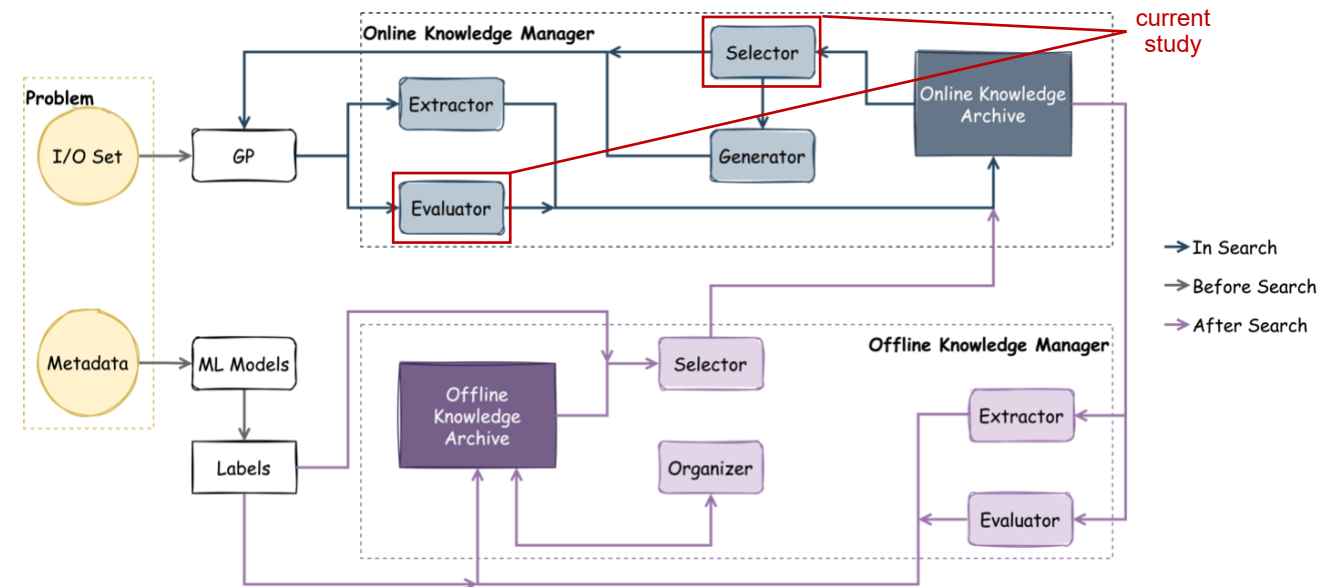 current
study
Online Knowledge Manager
Selector
Problem
Extractor
Online Knowledge
Archive
I/O Set
GP
Generator
Evaluator
In Search
Before Search
After Search
Offline Knowledge Manager
Metadata
ML Models
Selector
Offline
Knowledge
Archive
Extractor
Labels
Organizer
Evaluator